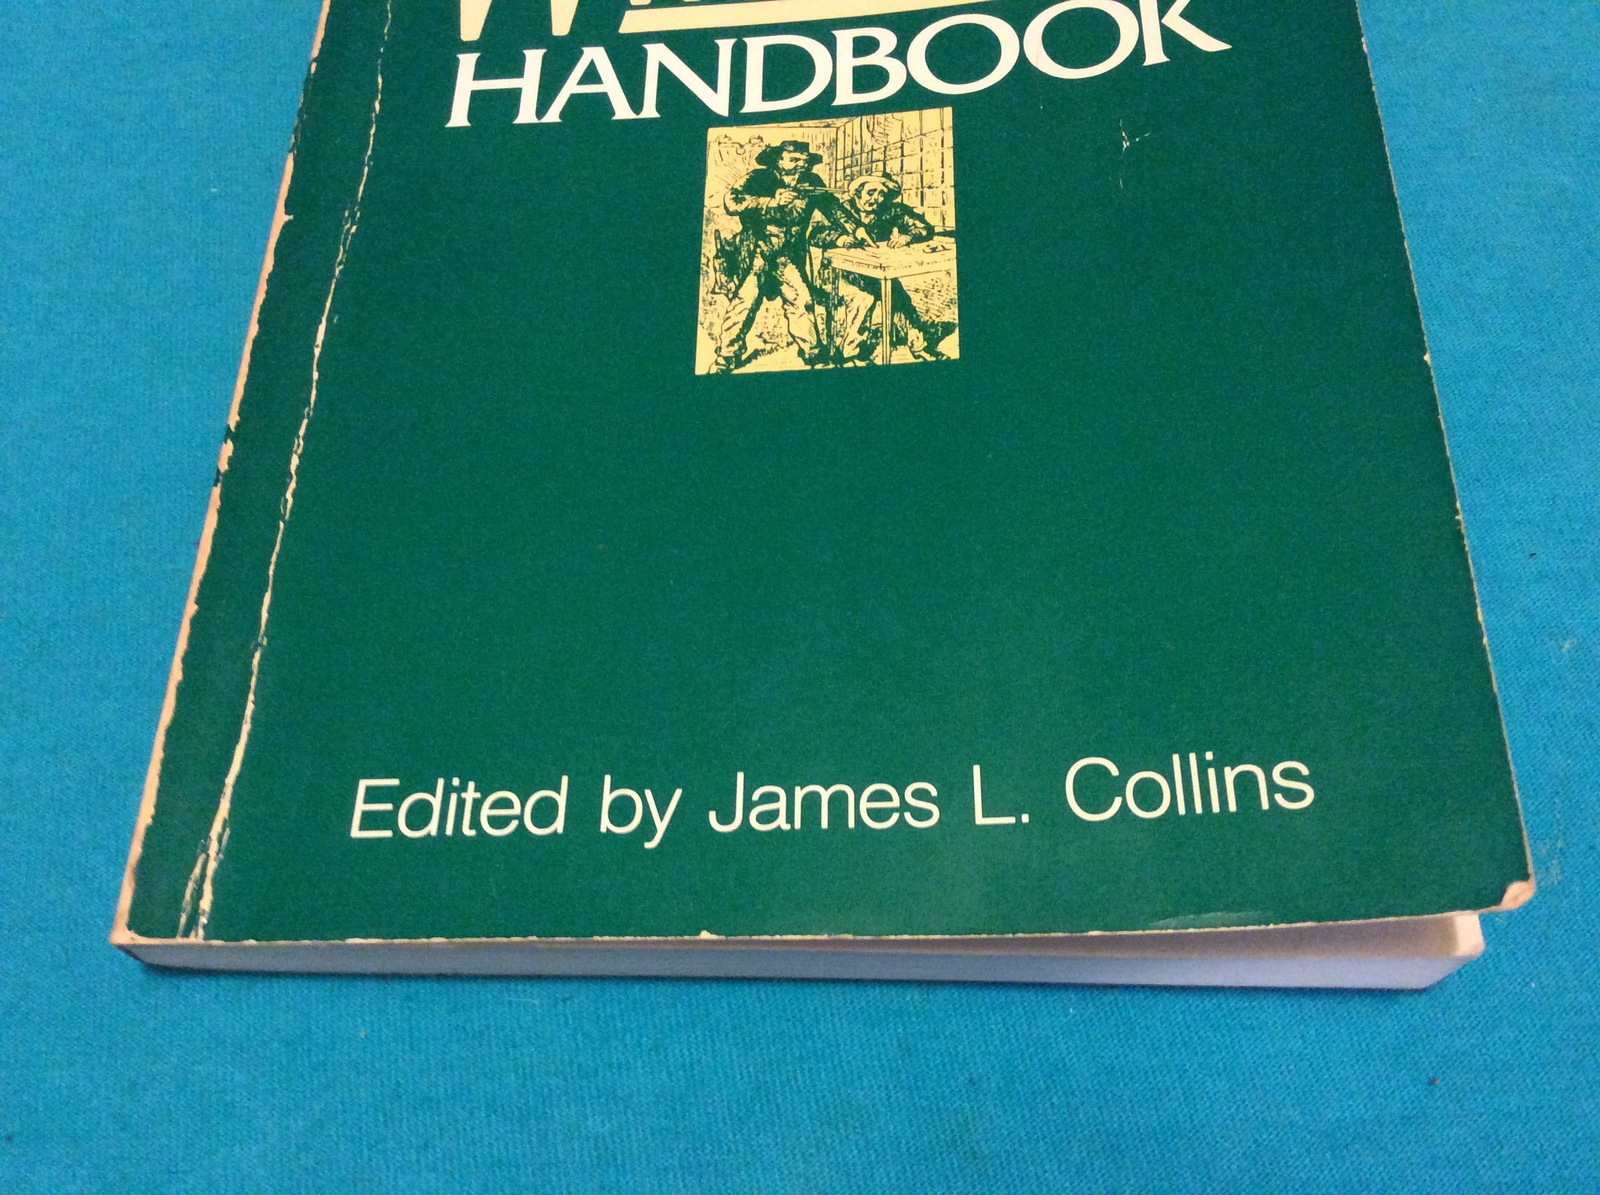 HANDBOOK
Edited by James L. Collins